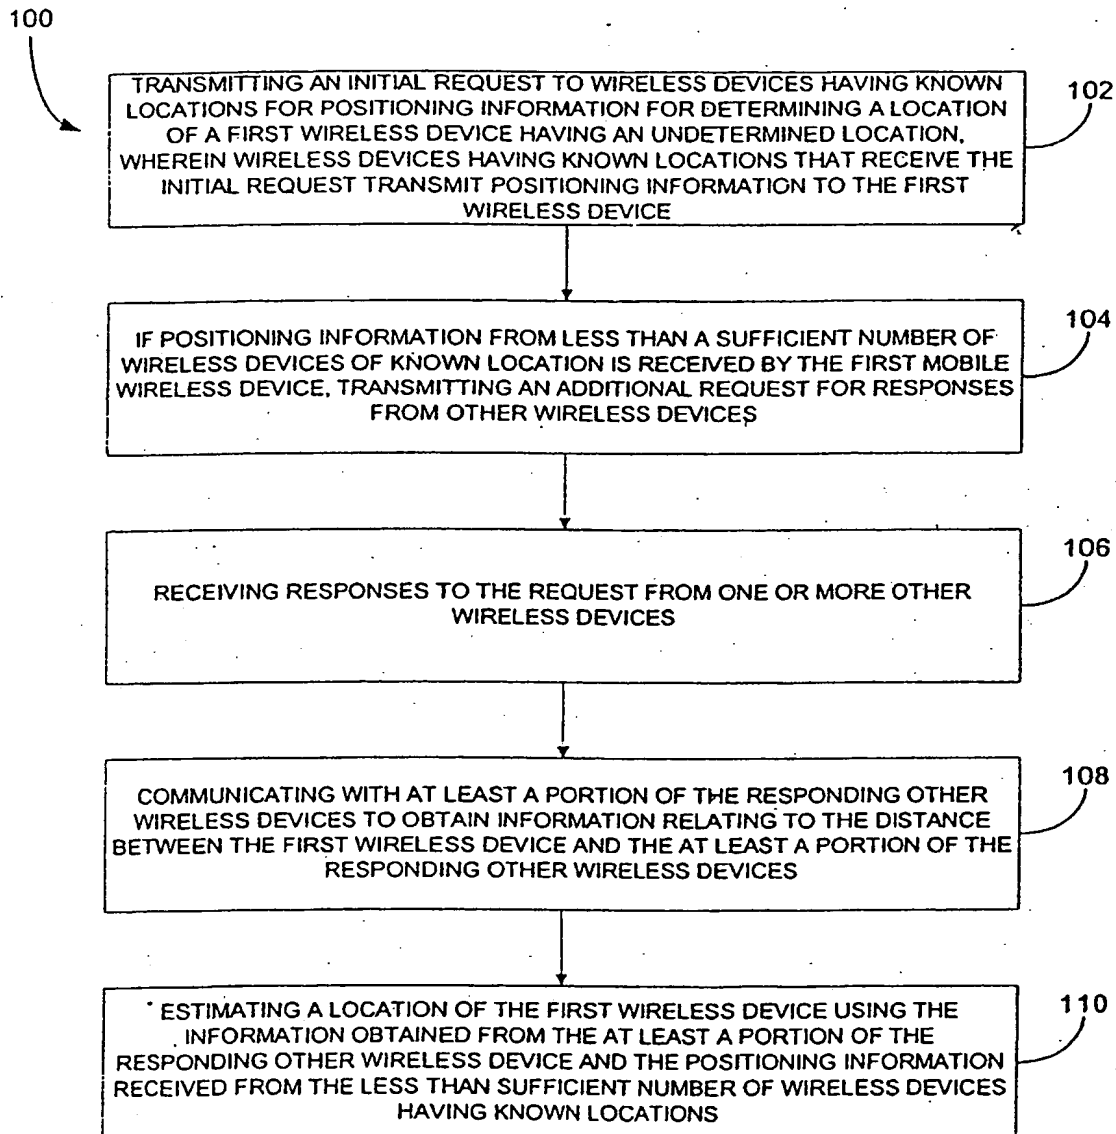 100
TRANSMITTING AN INITIAL REQUEST TO WIRELESS DEVICES HAVING KNOWN
LOCATIONS FOR POSITIONING INFORMATION FOR DETERMINING A LOCATION
OF A FIRST WIRELESS DEVICE HAVING AN UNDETERMINED LOCATION,
WHEREIN WIRELESS DEVICES HAVING KNOWN LOCATIONS THAT RECEIVE THE
INITIAL REQUEST TRANSMIT POSITIONING INFORMATION TO THE FIRST
WIRELESS DEVICE
102
IF POSITIONING INFORMATION FROM LESS THAN A SUFFICIENT NUMBER OF
WIRELESS DEVICES OF KNOWN LOCATION IS RECEIVED BY THE FIRST MOBILE
WIRELESS DEVICE, TRANSMITTING AN ADDITIONAL REQUEST FOR RESPONSES
FROM OTHER WIRELESS DEVICES
104
RECEIVING RESPONSES TO THE REQUEST FROM ONE OR MORE OTHER
WIRELESS DEVICES
106
COMMUNICATING WITH AT LEAST A PORTION OF THE RESPONDING OTHER
WIRELESS DEVICES TO OBTAIN INFORMATION RELATING TO THE DISTANCE
BETWEEN THE FIRST WIRELESS DEVICE AND THE AT LEAST A PORTION OF THE
RESPONDING OTHER WIRELESS DEVICES
108
ESTIMATING A LOCATION OF THE FIRST WIRELESS DEVICE USING THE
INFORMATION OBTAINED FROM THE AT LEAST A PORTION OF THE
RESPONDING OTHER WIRELESS DEVICE AND THE POSITIONING INFORMATION
RECEIVED FROM THE LESS THAN SUFFICIENT NUMBER OF WIRELESS DEVICES
HAVING KNOWN LOCATIONS
110